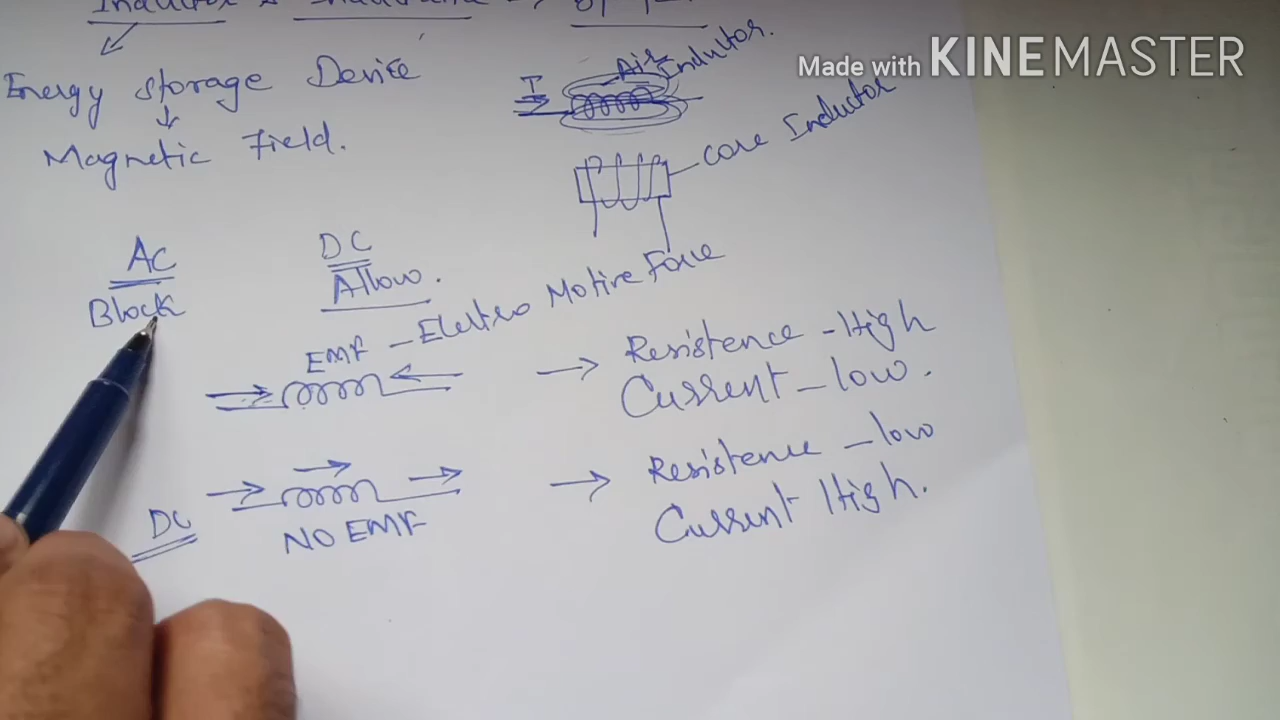 Energy storage Device
Magnetic Field.
I
Air Inductor.
Core Inductor
AC
Block
DC
Allow.
EMF - Electro Motive Force
Resistence - High
Current - low.
DC
NO EMF
Resistence - low
Current High.
Made with KINEMASTER